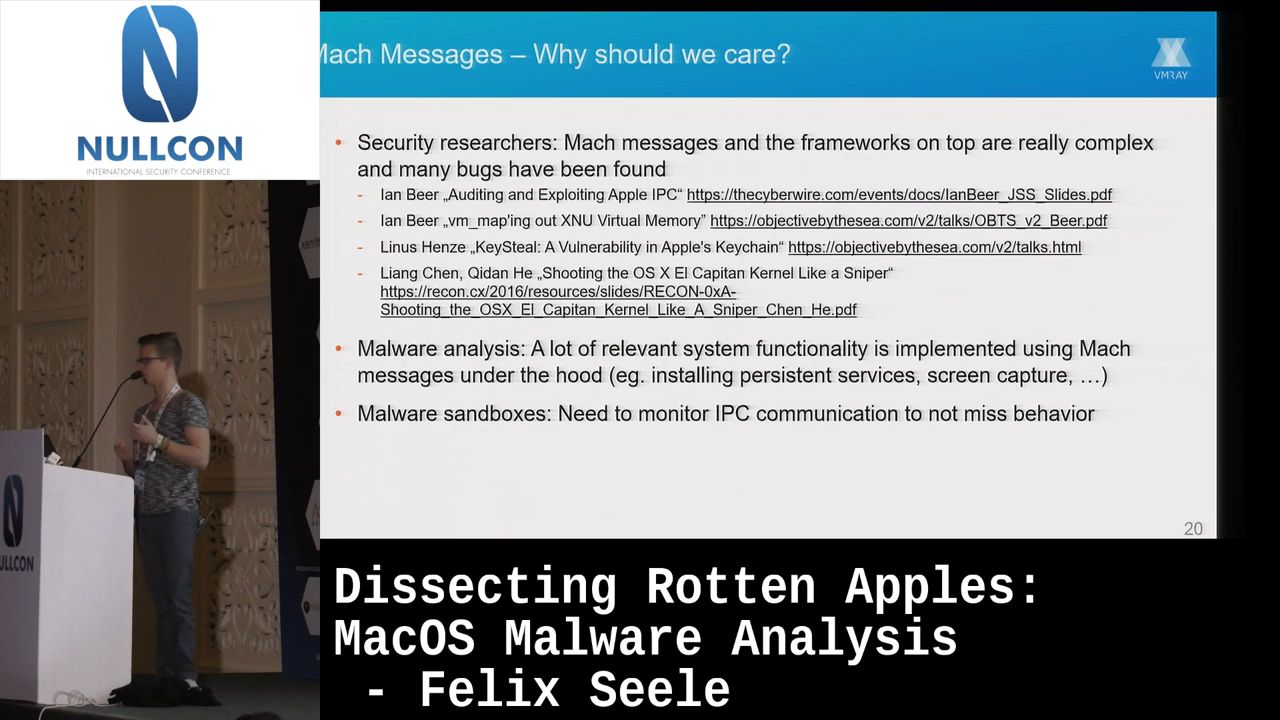 NULLCON
INTERNATIONAL SECURITY CONFERENCE
Mach Messages – Why should we care?
VMRAY
• Security researchers: Mach messages and the frameworks on top are really complex
and many bugs have been found
- Ian Beer „Auditing and Exploiting Apple IPC“ https://thecyberwire.com/events/docs/IanBeer_JSS_Slides.pdf
- Ian Beer „vm_map'ing out XNU Virtual Memory” https://objectivebythesea.com/v2/talks/OBTS_v2_Beer.pdf
- Linus Henze „KeySteal: A Vulnerability in Apple's Keychain“ https://objectivebythesea.com/v2/talks.html
- Liang Chen, Qidan He „Shooting the OS X El Capitan Kernel Like a Sniper“
https://recon.cx/2016/resources/slides/RECON-0xA-
Shooting_the_OSX_El_Capitan_Kernel_Like_A_Sniper_Chen_He.pdf
• Malware analysis: A lot of relevant system functionality is implemented using Mach
messages under the hood (eg. installing persistent services, screen capture, …)
• Malware sandboxes: Need to monitor IPC communication to not miss behavior
20
NULLCON
Dissecting Rotten Apples:
MacOS Malware Analysis
- Felix Seele